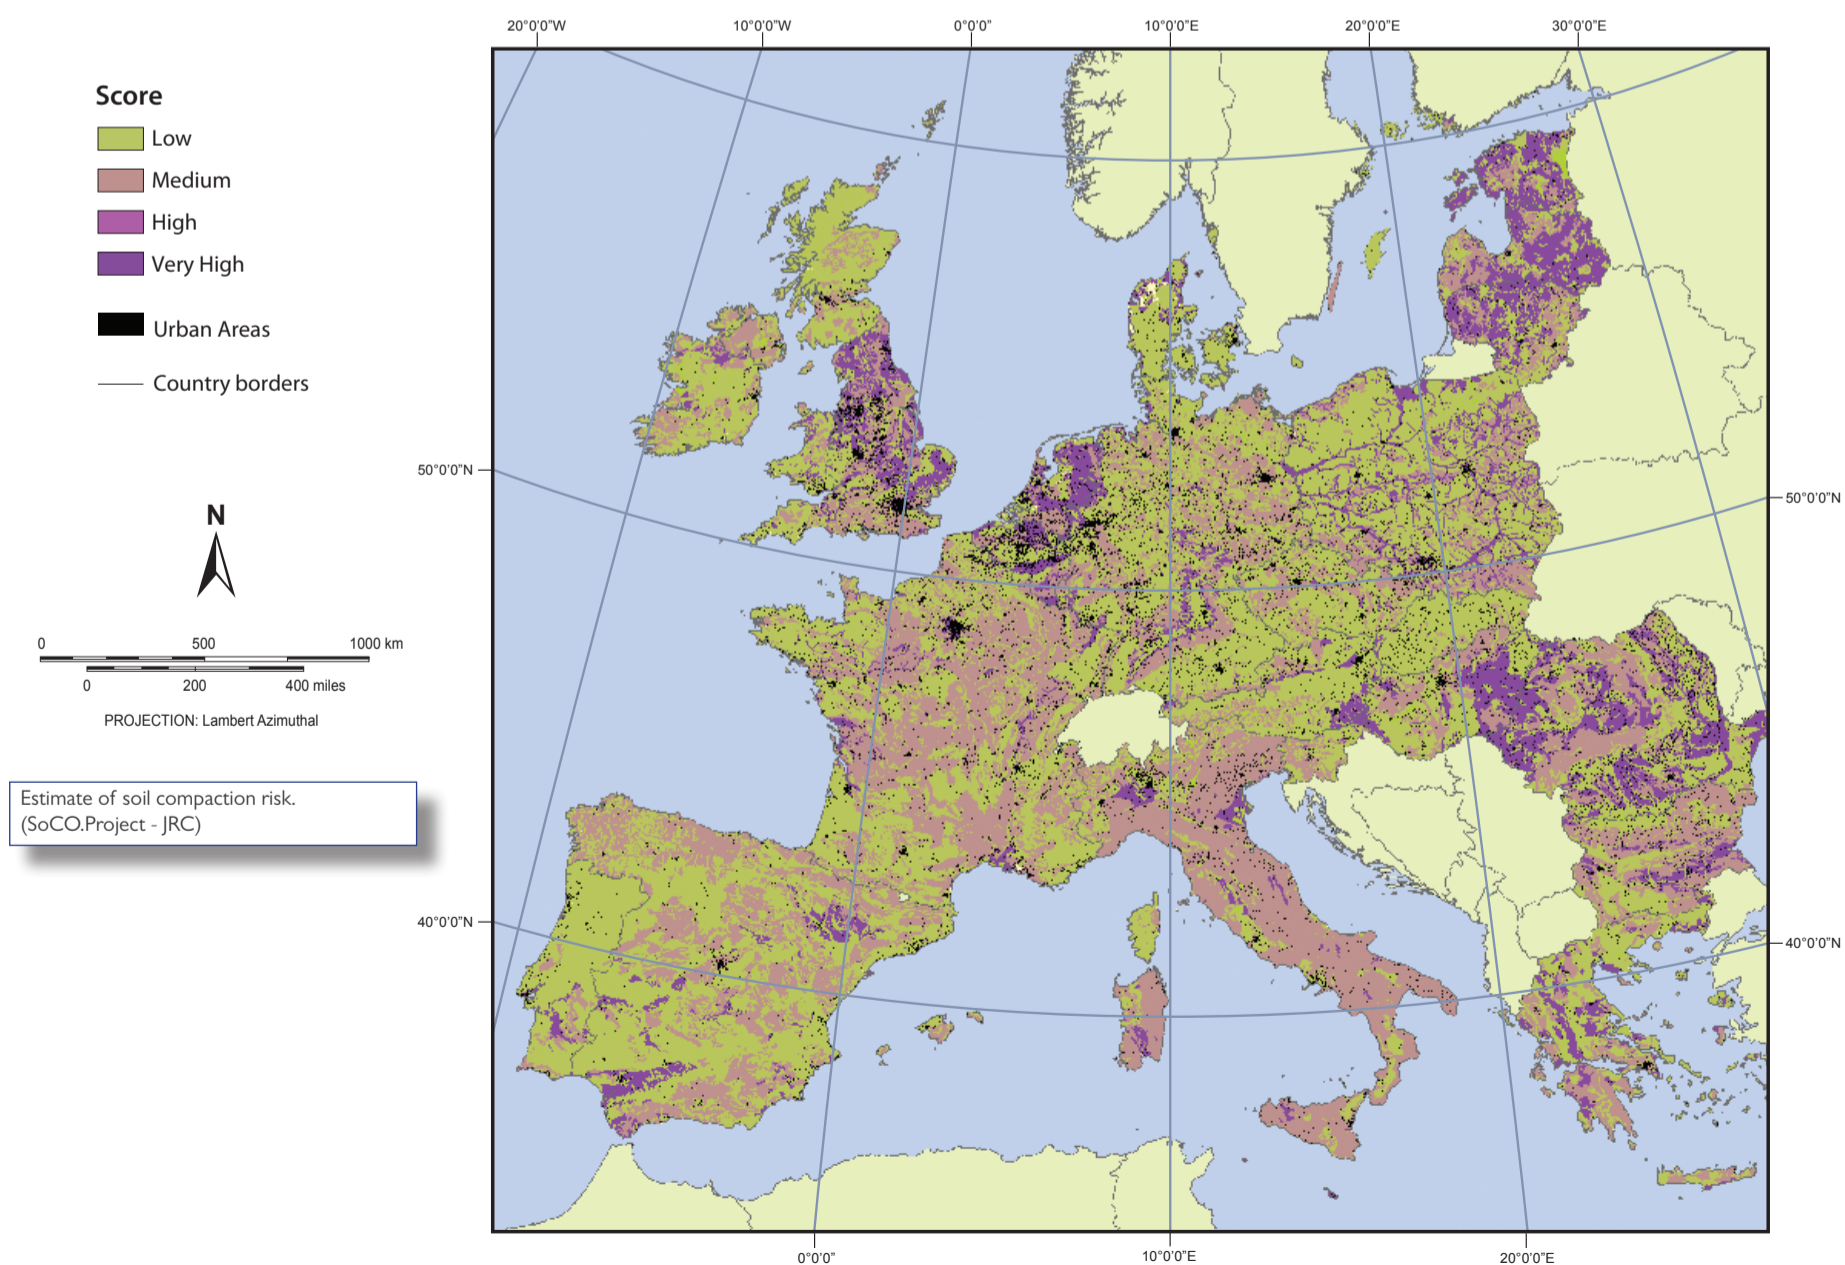 20°0'0"W
10°0'0"W
0°0'0"
10°0'0"E
20°0'0"E
30°0'0"E
Score
Low
Medium
High
Very High
Urban Areas
Country borders
50°0'0"N
50°0'0"N
N
0 500 1000 km
0 200 400 miles
PROJECTION: Lambert Azimuthal
Estimate of soil compaction risk.
(SoCO.Project - JRC)
40°0'0"N
40°0'0"N
0°0'0"
10°0'0"E
20°0'0"E